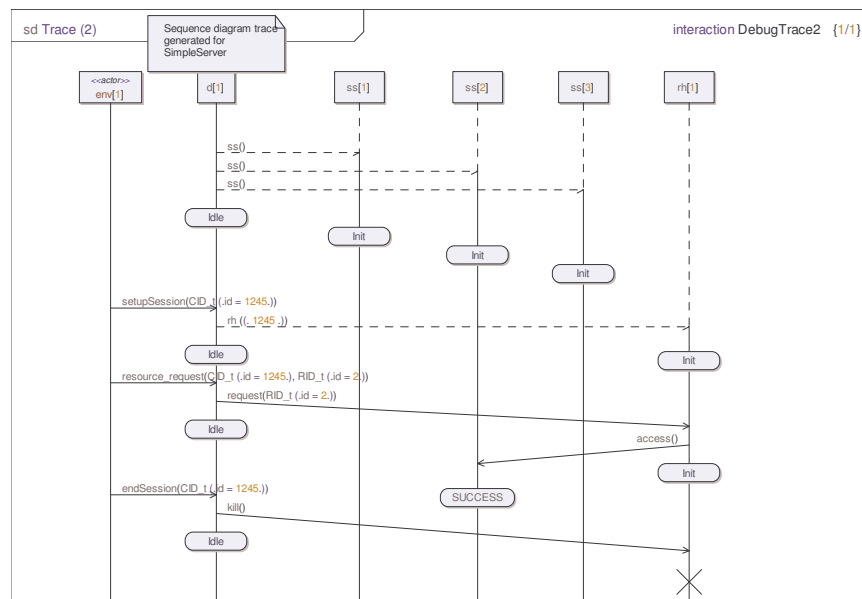 sd Trace (2)
Sequence diagram trace
generated for
SimpleServer
interaction DebugTrace2 {1/1}
<<actor>>
env[1]
d[1]
ss[1]
ss[2]
ss[3]
rh[1]
ss()
ss()
ss()
Idle
Init
Init
Init
setupSession(CID_t (.id = 1245.))
rh ((. 1245 .))
Idle
Init
resource_request(CID_t (.id = 1245.), RID_t (.id = 2.))
request(RID_t (.id = 2.))
Idle
access()
Init
endSession(CID_t (.id = 1245.))
SUCCESS
kill()
Idle